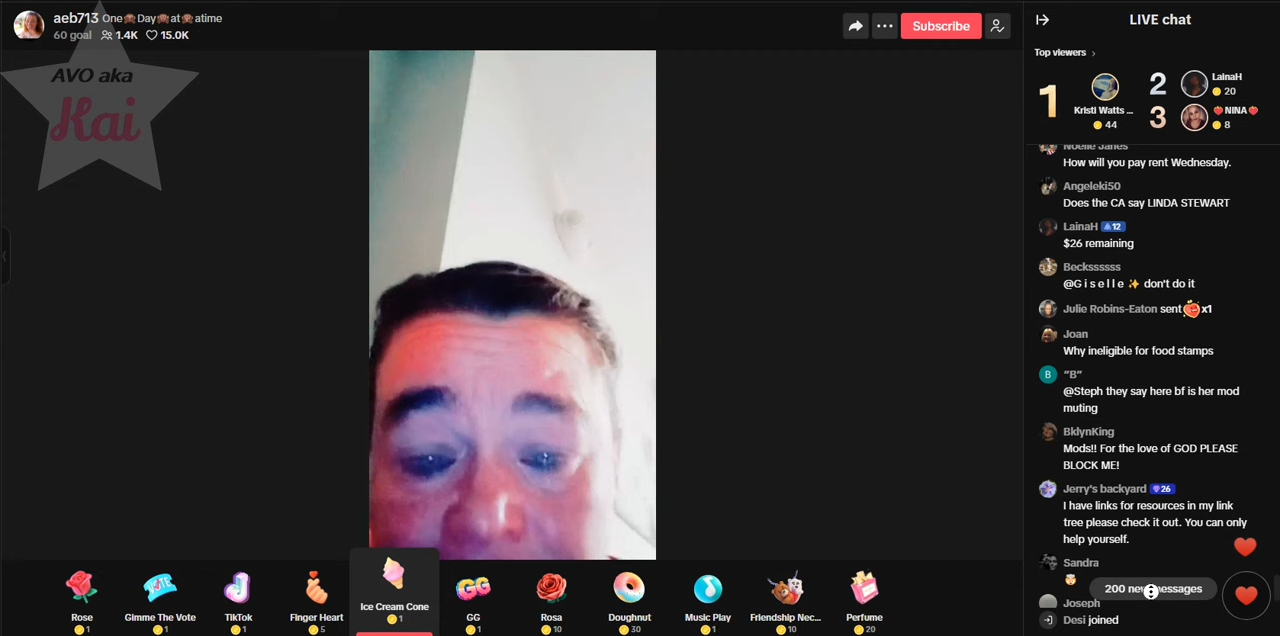 aeb713 One🙈Day🙈at🙈atime
60 goal 1.4K 15.0K
AVO aka
Kai
Subscribe
LIVE chat
Top viewers
1
Kristi Watts ...
44
2
LainaH
20
3
NINA
8
Noelle Janes
How will you pay rent Wednesday.
Angeleki50
Does the CA say LINDA STEWART
LainaH 12
$26 remaining
Becksssssss
@G i s e l l e ✨ don't do it
Julie Robins-Eaton sent x1
Joan
Why ineligible for food stamps
B "B"
@Steph they say here bf is her mod
muting
BklynKing
Mods!! For the love of GOD PLEASE
BLOCK ME!
Jerry's backyard 26
I have links for resources in my link
tree please check it out. You can only
help yourself.
Sandra
🤯
200 new messages
Joseph
Desi joined
Rose
1
Gimme The Vote
1
TikTok
1
Finger Heart
5
Ice Cream Cone
1
GG
1
Rosa
10
Doughnut
30
Music Play
1
Friendship Nec...
10
Perfume
20